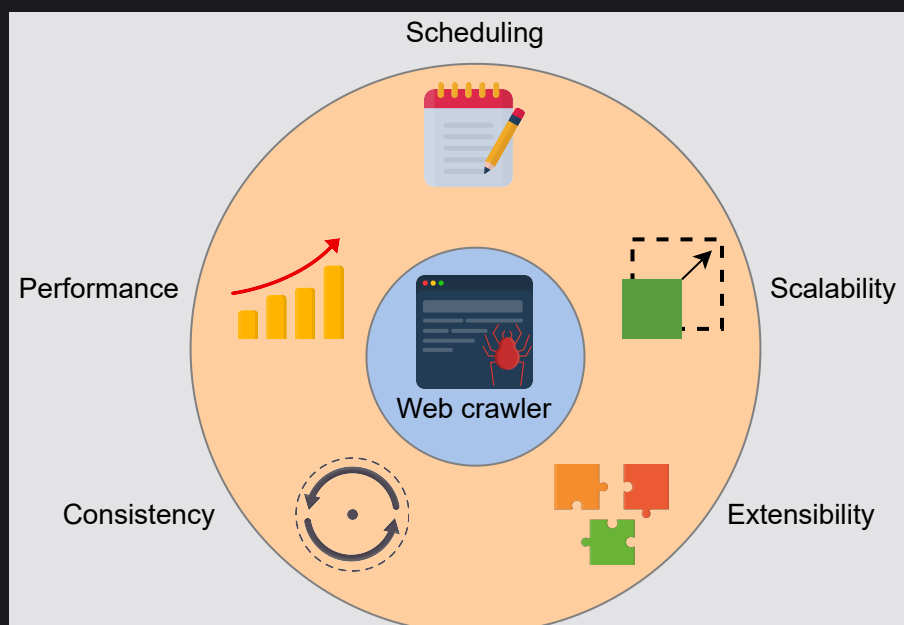 Scheduling
Performance
Scalability
Web crawler
Consistency
Extensibility